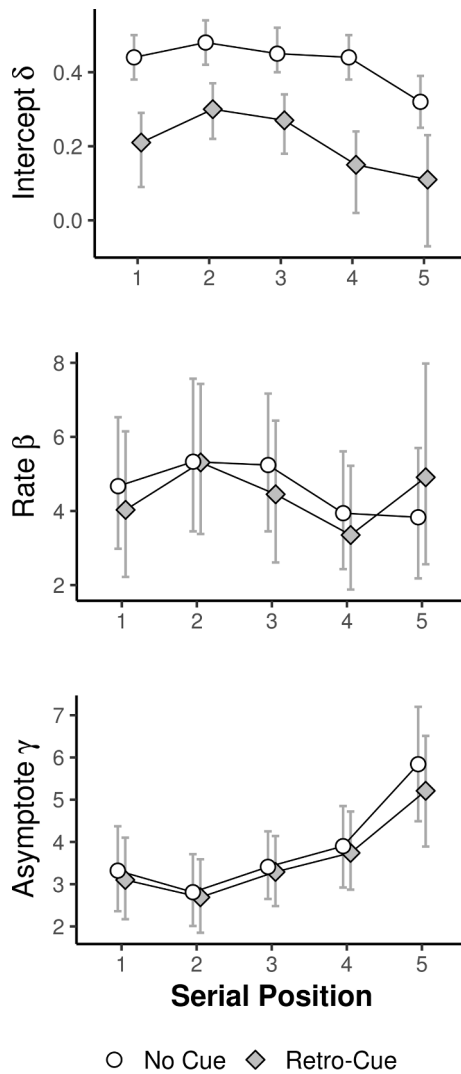 Intercept δ
0.4
0.2
0.0
1 2 3 4 5
Rate β
8
6
4
2
1 2 3 4 5
Asymptote γ
7
6
5
4
3
2
1 2 3 4 5
Serial Position
No Cue Retro-Cue